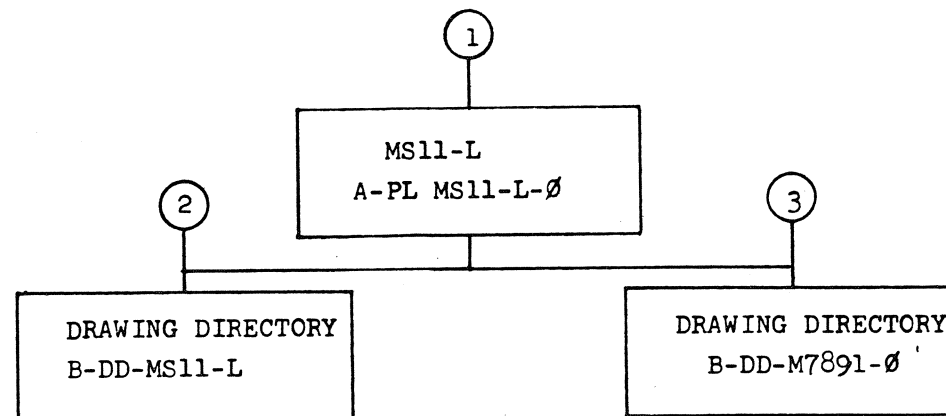 1
MS11-L
A-PL MS11-L-Ø
2
3
DRAWING DIRECTORY
B-DD-MS11-L
DRAWING DIRECTORY
B-DD-M7891-Ø